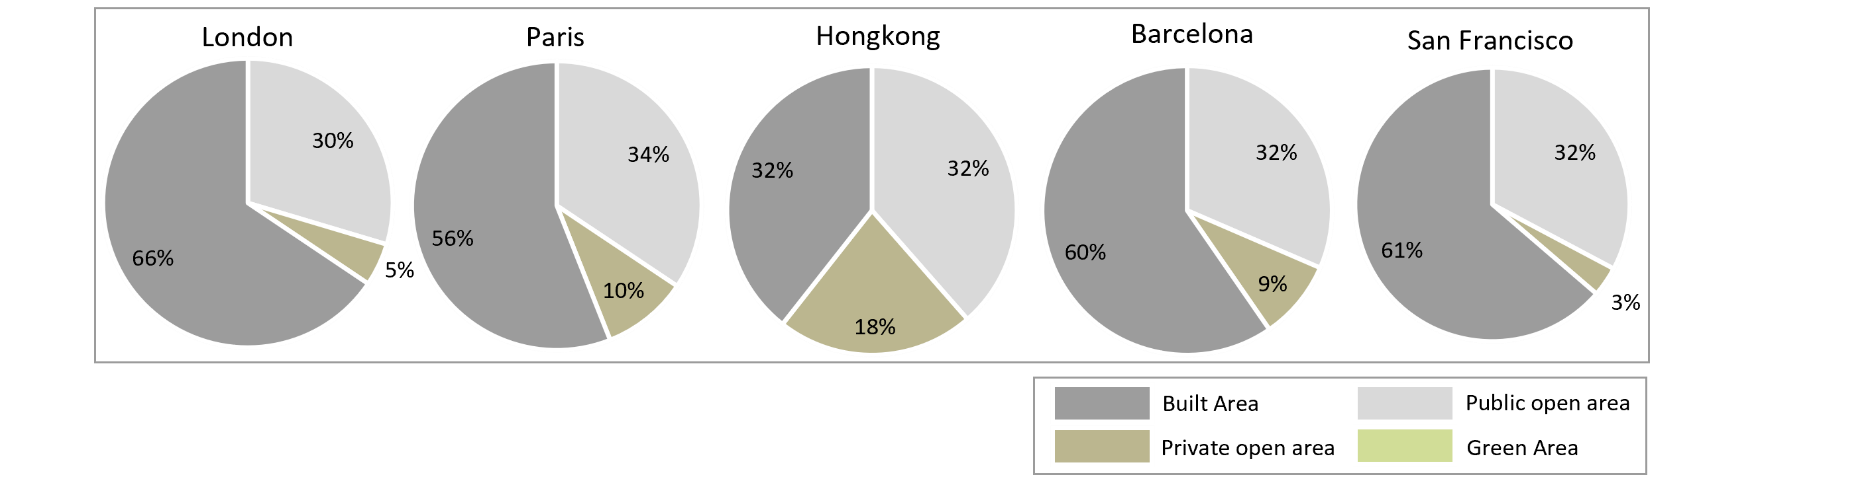 London
Paris
Hongkong
Barcelona
San Francisco
30%
5%
66%
34%
10%
56%
32%
18%
32%
32%
9%
60%
32%
3%
61%
Built Area
Public open area
Private open area
Green Area